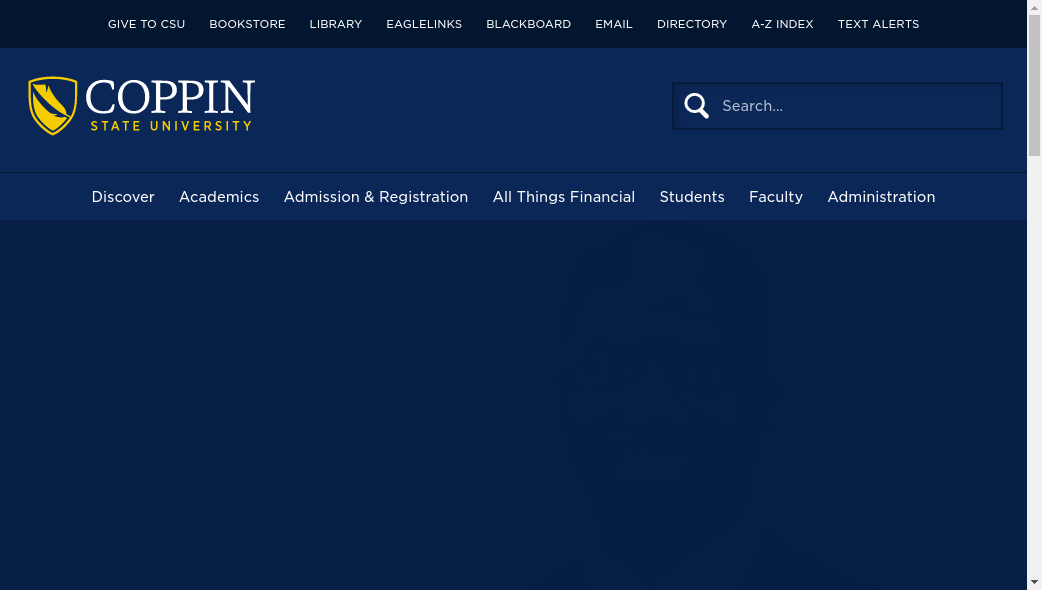 GIVE TO CSU BOOKSTORE LIBRARY EAGLELINKS BLACKBOARD EMAIL DIRECTORY A-Z INDEX TEXT ALERTS
COPPIN
STATE UNIVERSITY
Search...
Discover Academics Admission & Registration All Things Financial Students Faculty Administration